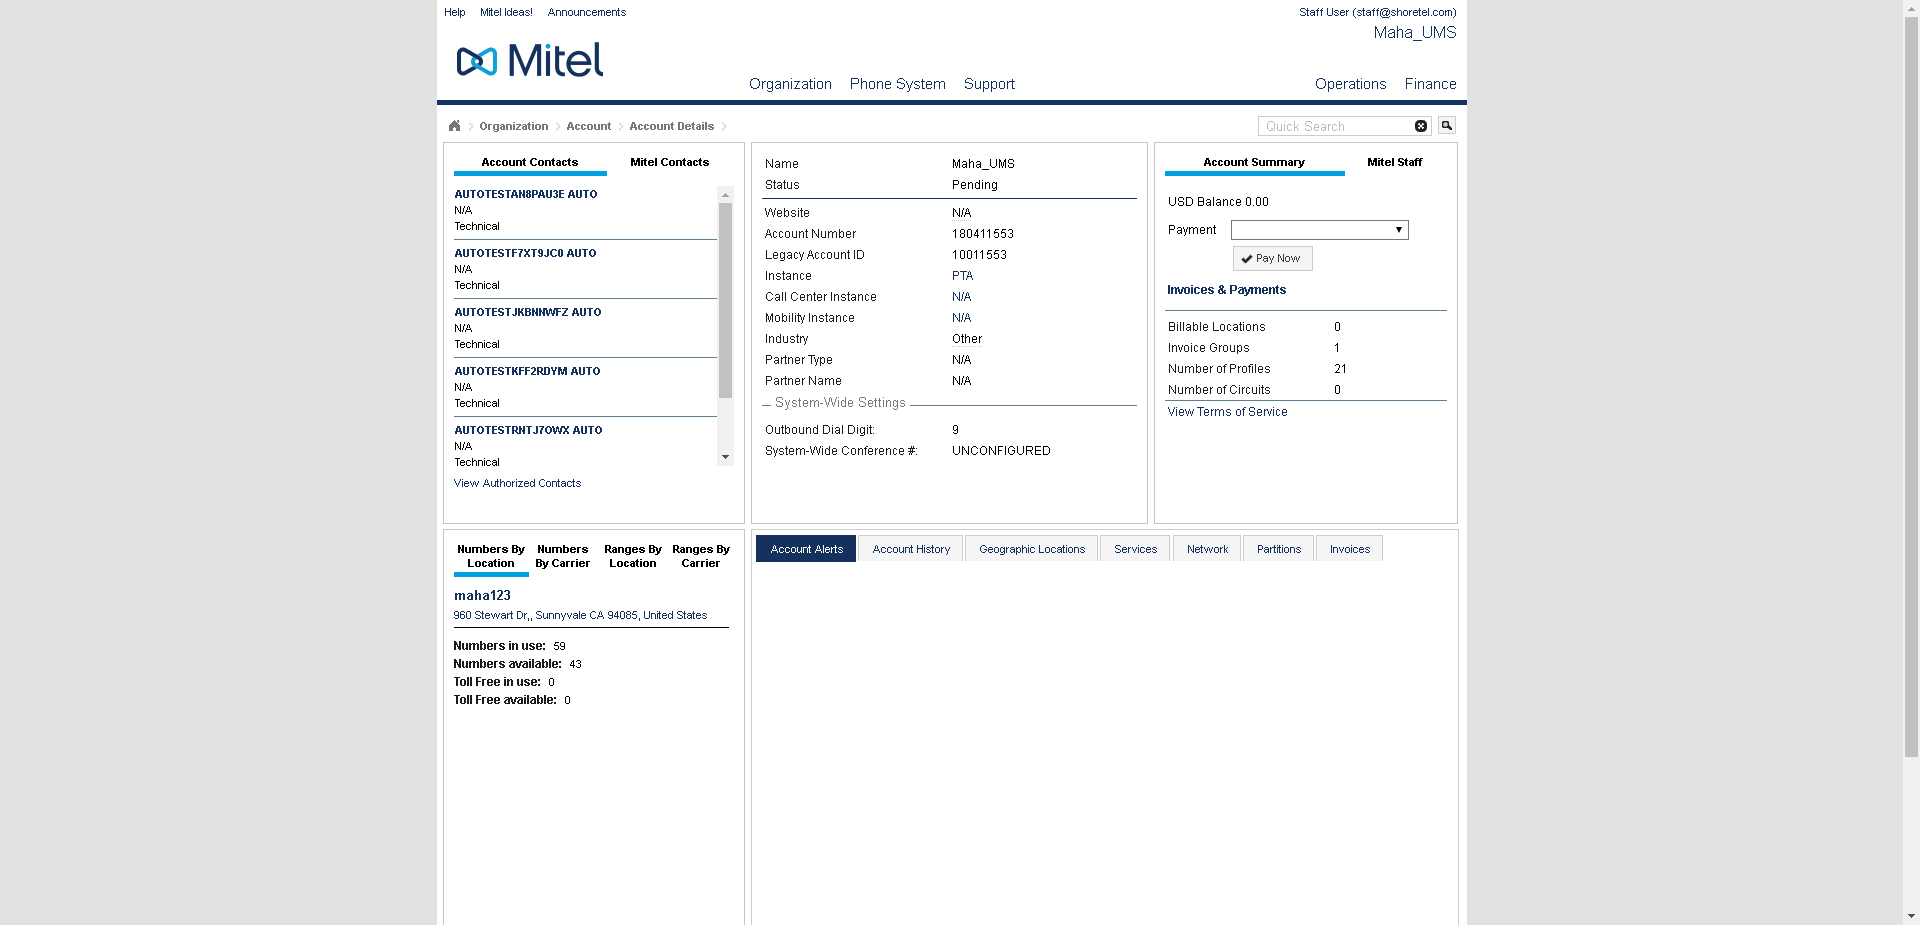 Help Mitel Ideas! Announcements
Staff User (staff@shoretel.com)
Maha_UMS
Mitel
Organization Phone System Support
Operations Finance
Organization Account Account Details
Quick Search
Account Contacts Mitel Contacts
AUTOTESTAN8PAU3E AUTO
N/A
Technical
AUTOTESTF7XT9JC0 AUTO
N/A
Technical
AUTOTESTJKBNNWFZ AUTO
N/A
Technical
AUTOTESTKFF2RDYM AUTO
N/A
Technical
AUTOTESTRNTJ7OWX AUTO
N/A
Technical
View Authorized Contacts
Name Maha_UMS
Status Pending
Website N/A
Account Number 180411553
Legacy Account ID 10011553
Instance PTA
Call Center Instance N/A
Mobility Instance N/A
Industry Other
Partner Type N/A
Partner Name N/A
System-Wide Settings
Outbound Dial Digit: 9
System-Wide Conference #: UNCONFIGURED
Account Summary Mitel Staff
USD Balance 0.00
Payment
Pay Now
Invoices & Payments
Billable Locations 0
Invoice Groups 1
Number of Profiles 21
Number of Circuits 0
View Terms of Service
Numbers By Location
Numbers By Carrier
Ranges By Location
Ranges By Carrier
maha123
960 Stewart Dr,, Sunnyvale CA 94085, United States
Numbers in use: 59
Numbers available: 43
Toll Free in use: 0
Toll Free available: 0
Account Alerts Account History Geographic Locations Services Network Partitions Invoices